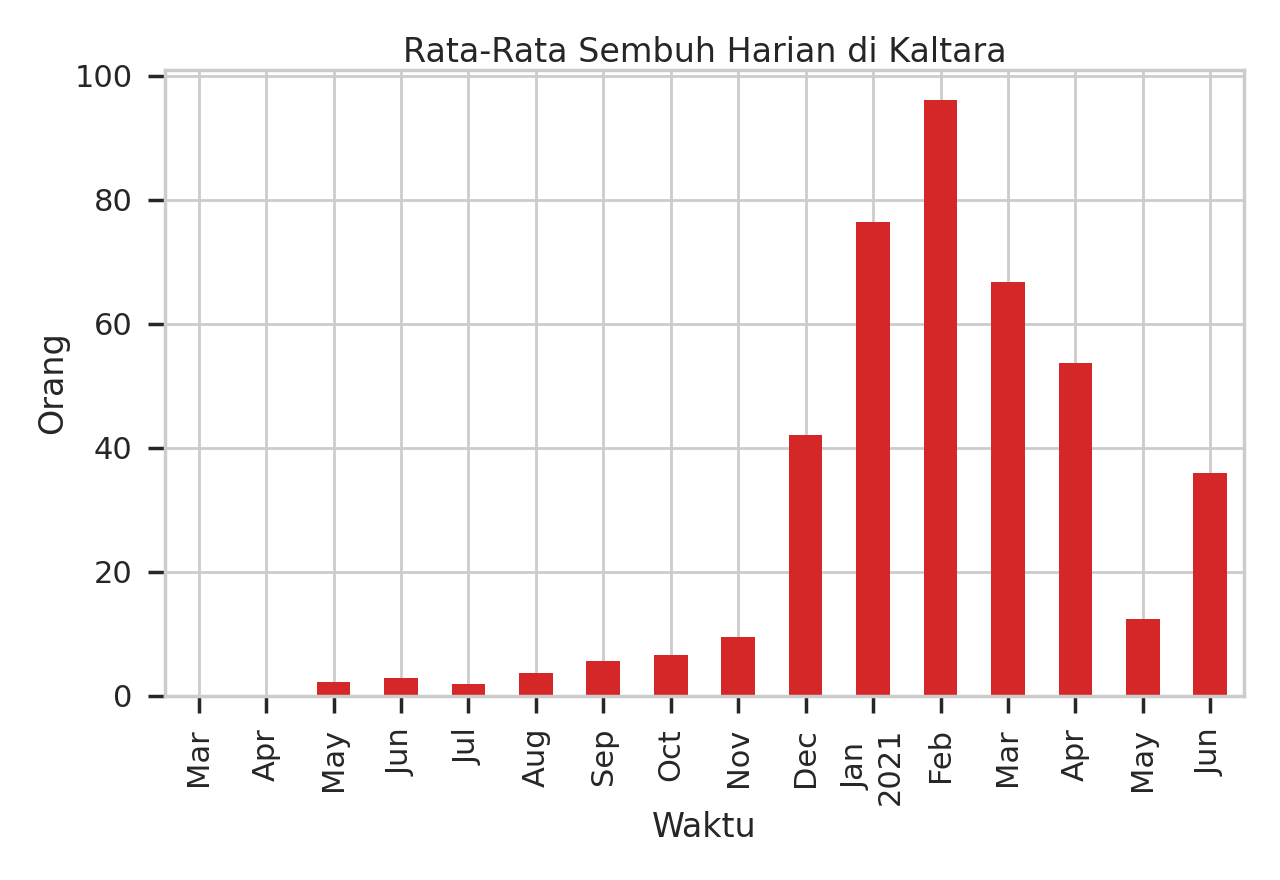 Rata-Rata Sembuh Harian di Kaltara
100
80
60
40
20
0
Orang
Mar
Apr
May
Jun
Jul
Aug
Sep
Oct
Nov
Dec
Jan
2021
Feb
Mar
Apr
May
Jun
Waktu